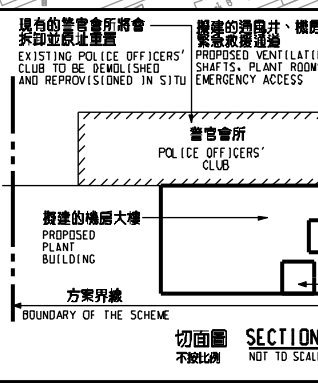 現有的警官會所將會
拆卸並原址重置
EXISTING POLICE OFFICERS'
CLUB TO BE DEMOLISHED
AND REPROVISIONED IN SITU
擬建的通風井、機房
緊急救援通道
PROPOSED VENTILATI
SHAFTS, PLANT ROOM
EMERGENCY ACCESS
警官會所
POLICE OFFICERS'
CLUB
擬建的機房大樓
PROPOSED
PLANT
BUILDING
方案界線
BOUNDARY OF THE SCHEME
切面圖 SECTION
不按比例 NOT TO SCALE